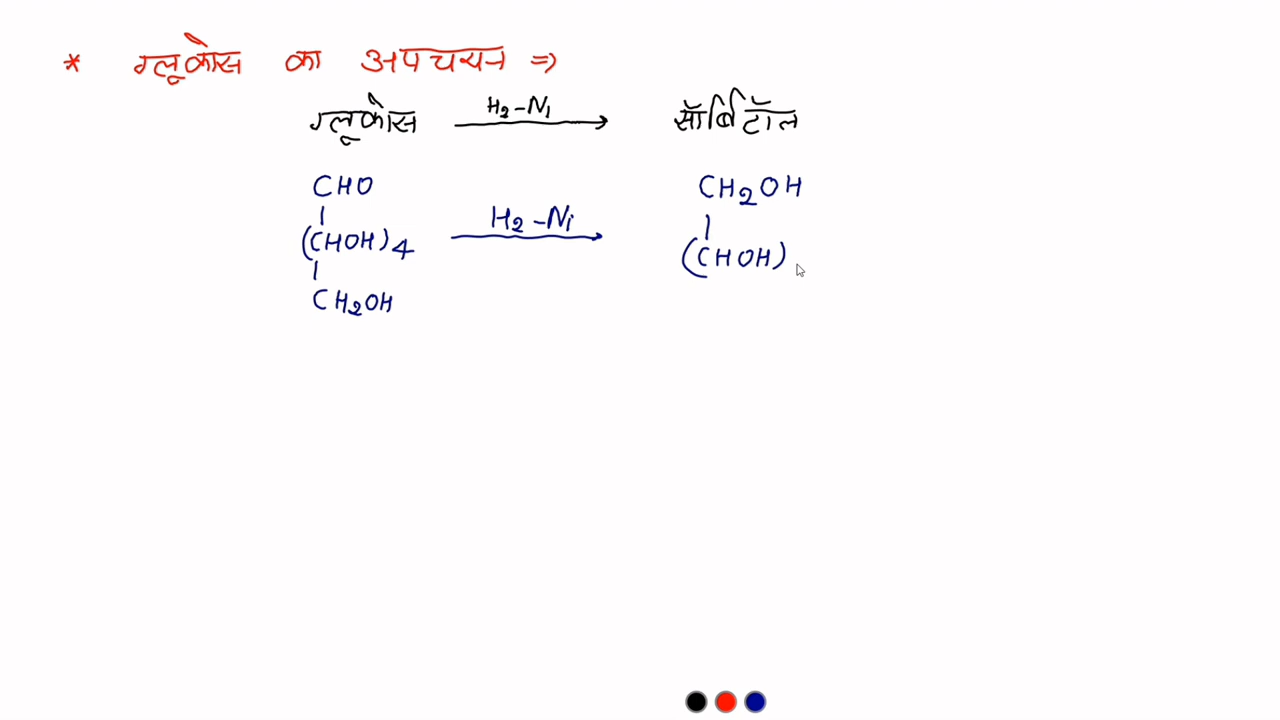 * ग्लूकोस का अपचयन ⇒
ग्लूकोस H2-Ni → सॉर्बिटॉल
CHO CH2OH
| |
(CHOH)4 H2-Ni → (CHOH)
|
CH2OH